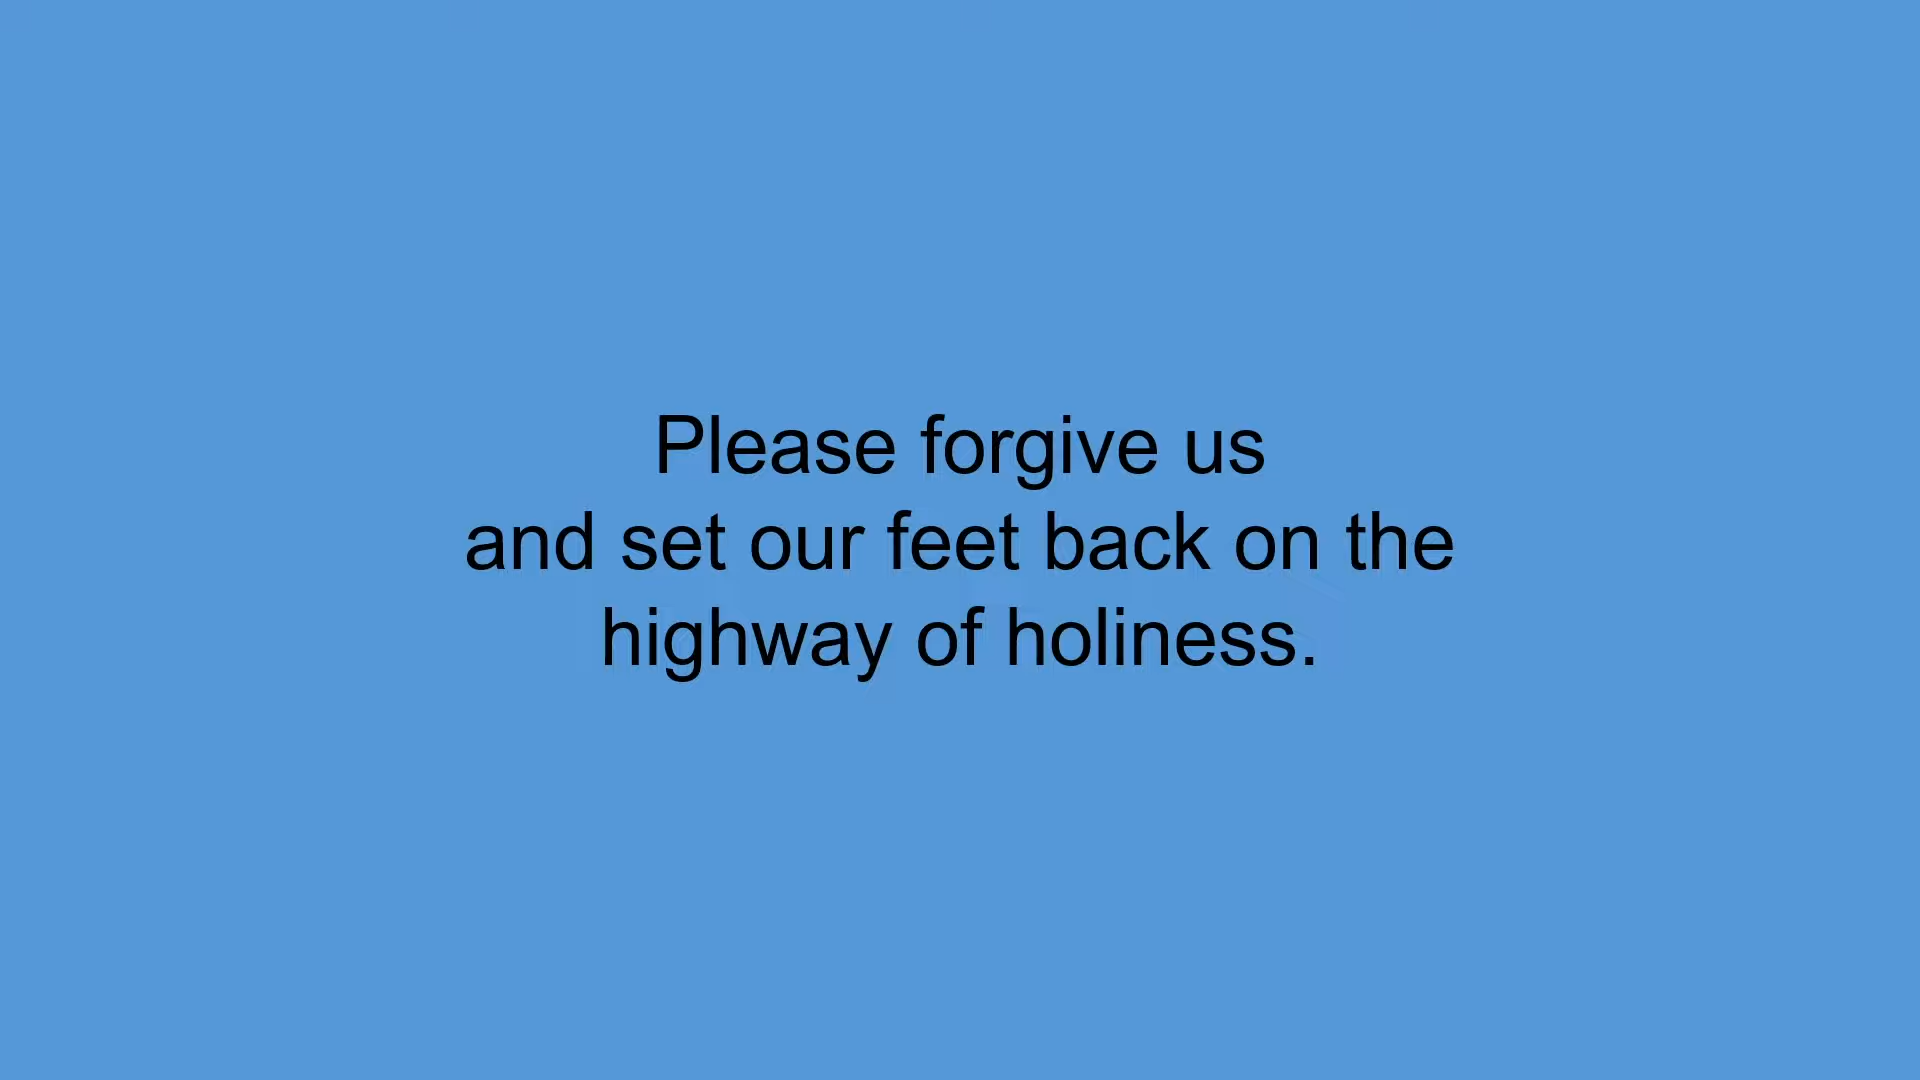 Please forgive us
and set our feet back on the
highway of holiness.